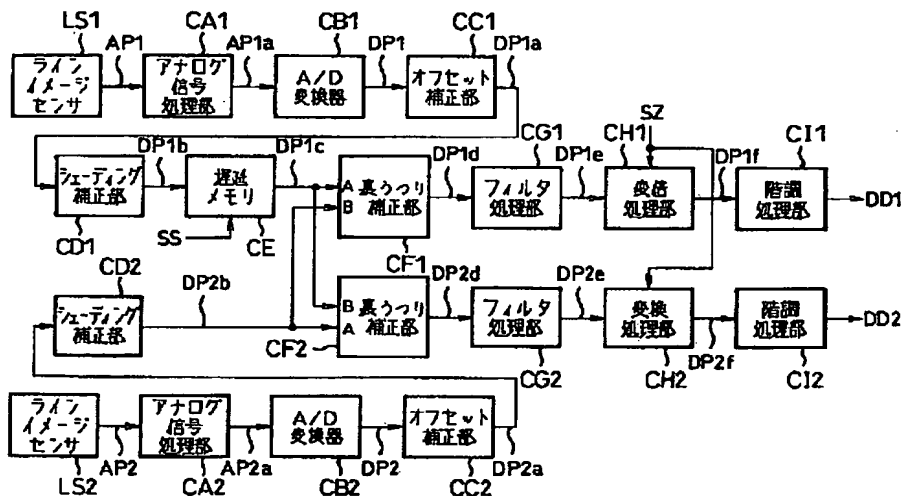 LS1 CA1 CB1 CC1
AP1 AP1a DP1 DP1a
ライン
イメージ
センサ
アナログ
信号
処理部
A/D
変換器
オフセット
補正部
SZ
DP1b DP1c DP1d CG1 DP1e CH1 DP1f CI1
シェーディング
補正部
遅延
メモリ
A
B
裏うつり
補正部
フィルタ
処理部
変倍
処理部
階調
処理部
DD1
CD1 SS CE CF1
CD2
DP2b DP2d DP2e
シェーディング
補正部
B
A
裏うつり
補正部
フィルタ
処理部
変換
処理部
階調
処理部
DD2
CF2 CG2 CH2 DP2f CI2
ライン
イメージ
センサ
アナログ
信号
処理部
A/D
変換器
オフセット
補正部
AP2 AP2a DP2 DP2a
LS2 CA2 CB2 CC2